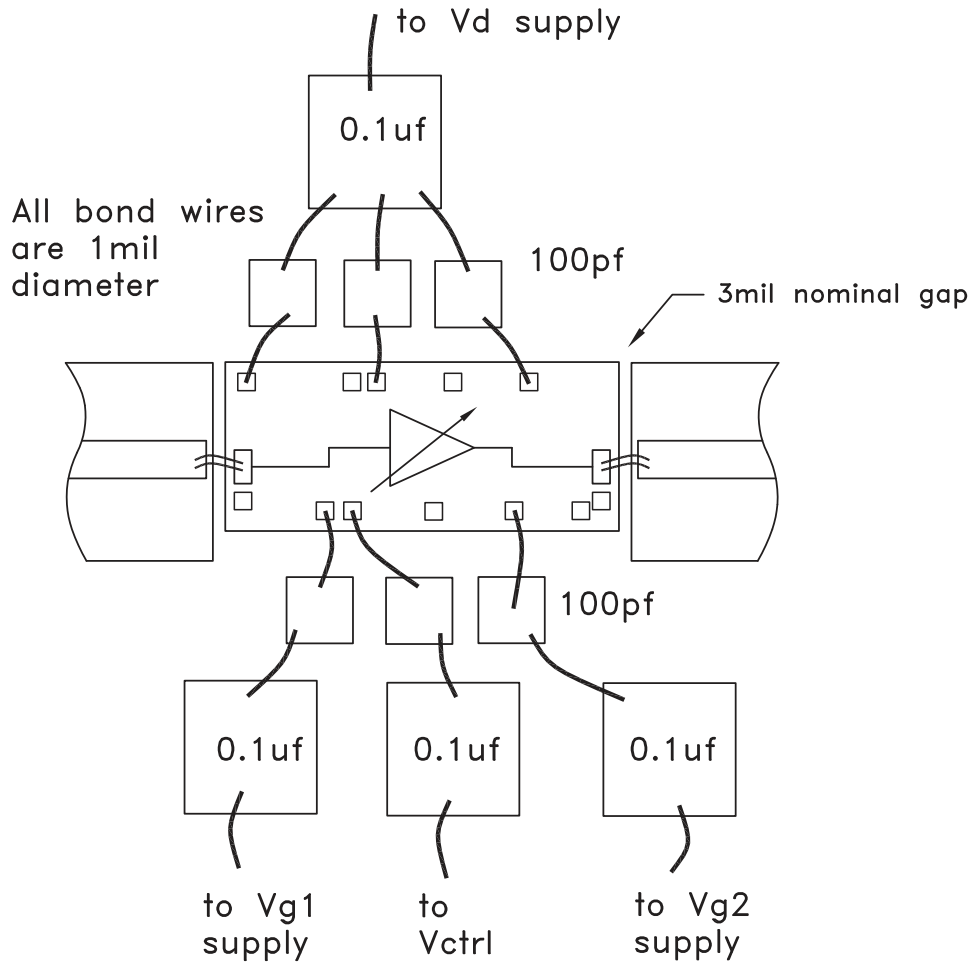 to Vd supply
0.1uf
All bond wires
are 1mil
diameter
100pf
3mil nominal gap
100pf
0.1uf
0.1uf
0.1uf
to Vg1
supply
to
Vctrl
to Vg2
supply